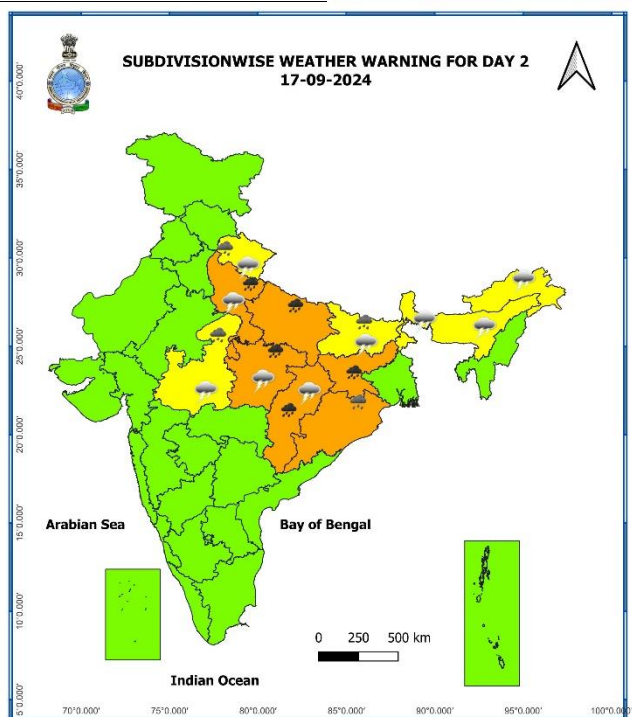 SUBDIVISIONWISE WEATHER WARNING FOR DAY 2
17-09-2024
40°0.000'
35°0.000'
30°0.000'
25°0.000'
20°0.000'
15°0.000'
10°0.000'
5°0.000'
Arabian Sea
Bay of Bengal
0 250 500 km
Indian Ocean
70°0.000' 75°0.000' 80°0.000' 85°0.000' 90°0.000' 95°0.000' 100°0.000'